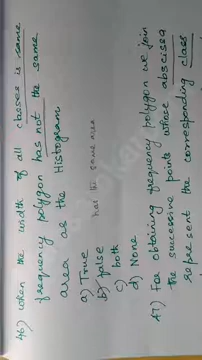 46) when the width of all classes is same
frequency polygon has not the same
area as the Histogram
a) True
b) false has the same area
c) both
d) None
47) For obtaining frequency polygon we join
the successive points whose abscissa
represent the corresponding class